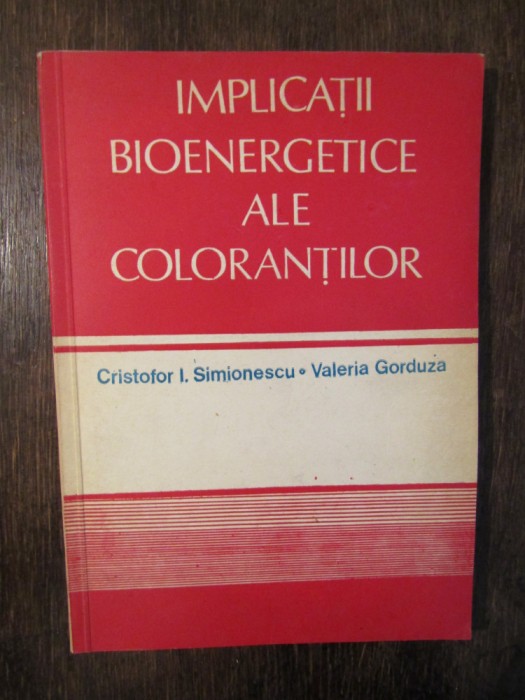 IMPLICAȚII
BIOENERGETICE
ALE
COLORANȚILOR
Cristofor I. Simionescu • Valeria Gorduza